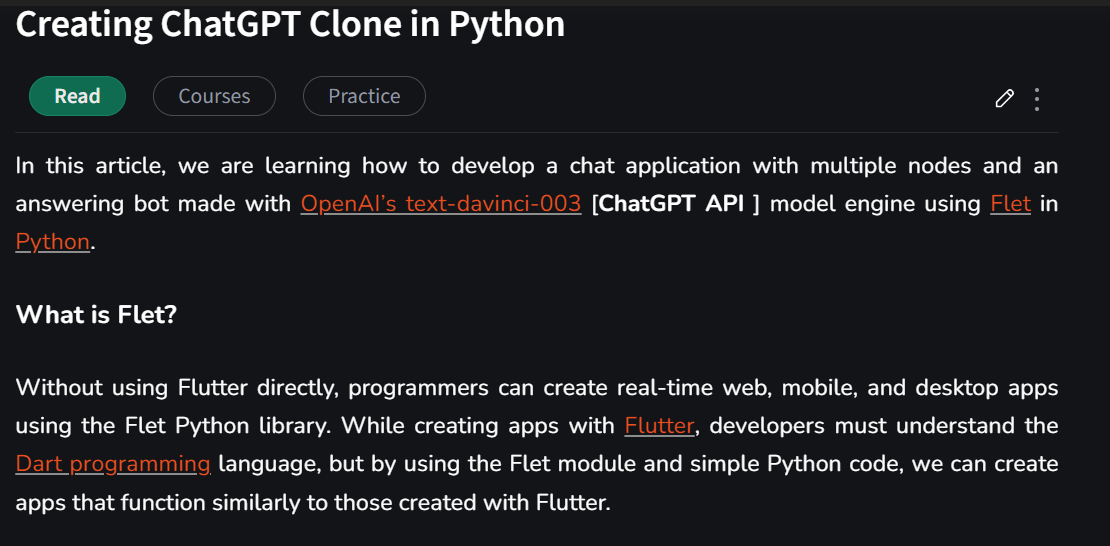 Creating ChatGPT Clone in Python
Read
Courses
Practice
In this article, we are learning how to develop a chat application with multiple nodes and an
answering bot made with OpenAI’s text-davinci-003 [ChatGPT API ] model engine using Flet in
Python.
What is Flet?
Without using Flutter directly, programmers can create real-time web, mobile, and desktop apps
using the Flet Python library. While creating apps with Flutter, developers must understand the
Dart programming language, but by using the Flet module and simple Python code, we can create
apps that function similarly to those created with Flutter.